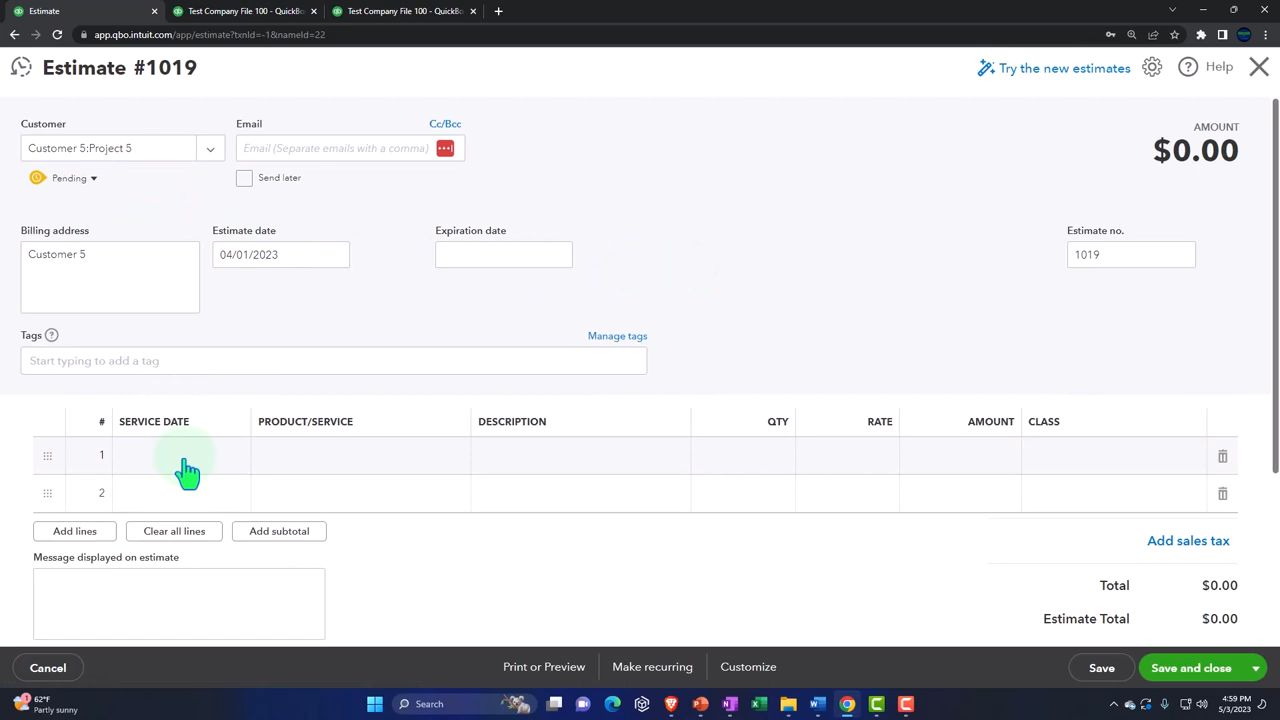 Estimate
Test Company File 100 - QuickBo
Test Company File 100 - QuickBo
app.qbo.intuit.com/app/estimate?txnId=-1&nameId=22
Estimate #1019
Try the new estimates
Help
Customer
Email
Cc/Bcc
AMOUNT
Customer 5:Project 5
Email (Separate emails with a comma)
$0.00
Pending
Send later
Billing address
Estimate date
Expiration date
Estimate no.
Customer 5
04/01/2023
1019
Tags
Manage tags
Start typing to add a tag
# SERVICE DATE PRODUCT/SERVICE DESCRIPTION QTY RATE AMOUNT CLASS
1
2
Add lines
Clear all lines
Add subtotal
Message displayed on estimate
Add sales tax
Total $0.00
Estimate Total $0.00
Cancel
Print or Preview
Make recurring
Customize
Save
Save and close
62°F
Partly sunny
Search
4:59 PM
5/3/2023